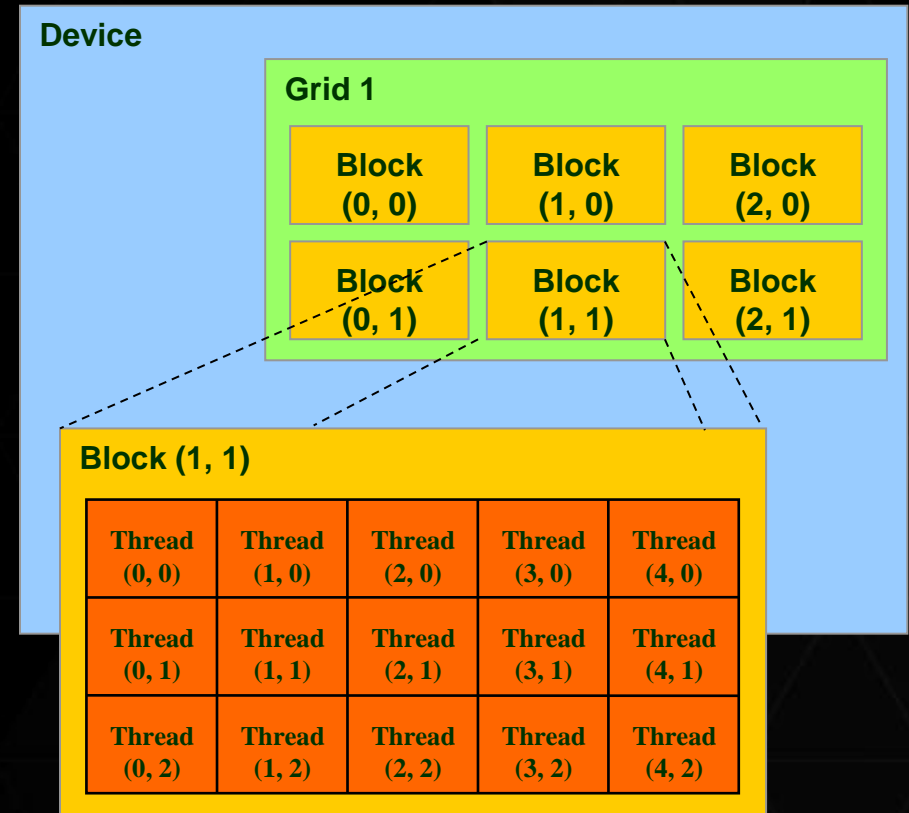 Device
Grid 1
Block Block Block
(0, 0) (1, 0) (2, 0)
Block Block Block
(0, 1) (1, 1) (2, 1)
Block (1, 1)
Thread Thread Thread Thread Thread
(0, 0) (1, 0) (2, 0) (3, 0) (4, 0)
Thread Thread Thread Thread Thread
(0, 1) (1, 1) (2, 1) (3, 1) (4, 1)
Thread Thread Thread Thread Thread
(0, 2) (1, 2) (2, 2) (3, 2) (4, 2)